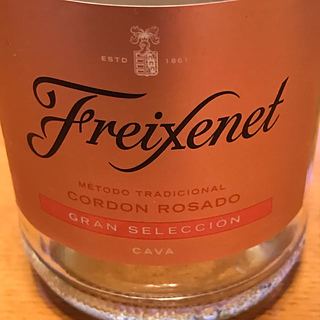 ESTD 1861
Freixenet
MÉTODO TRADICIONAL
CORDON ROSADO
GRAN SELECCIÓN
CAVA